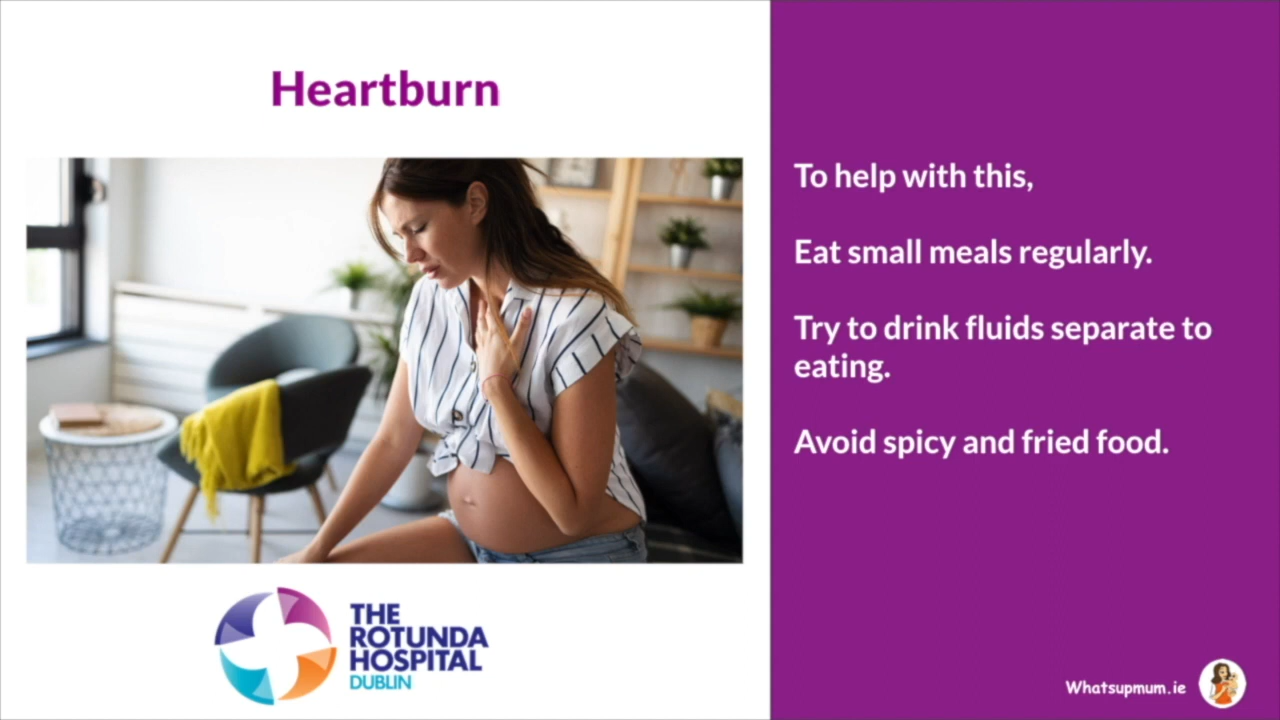 Heartburn
To help with this,
Eat small meals regularly.
Try to drink fluids separate to
eating.
Avoid spicy and fried food.
THE
ROTUNDA
HOSPITAL
DUBLIN
Whatsupmum.ie